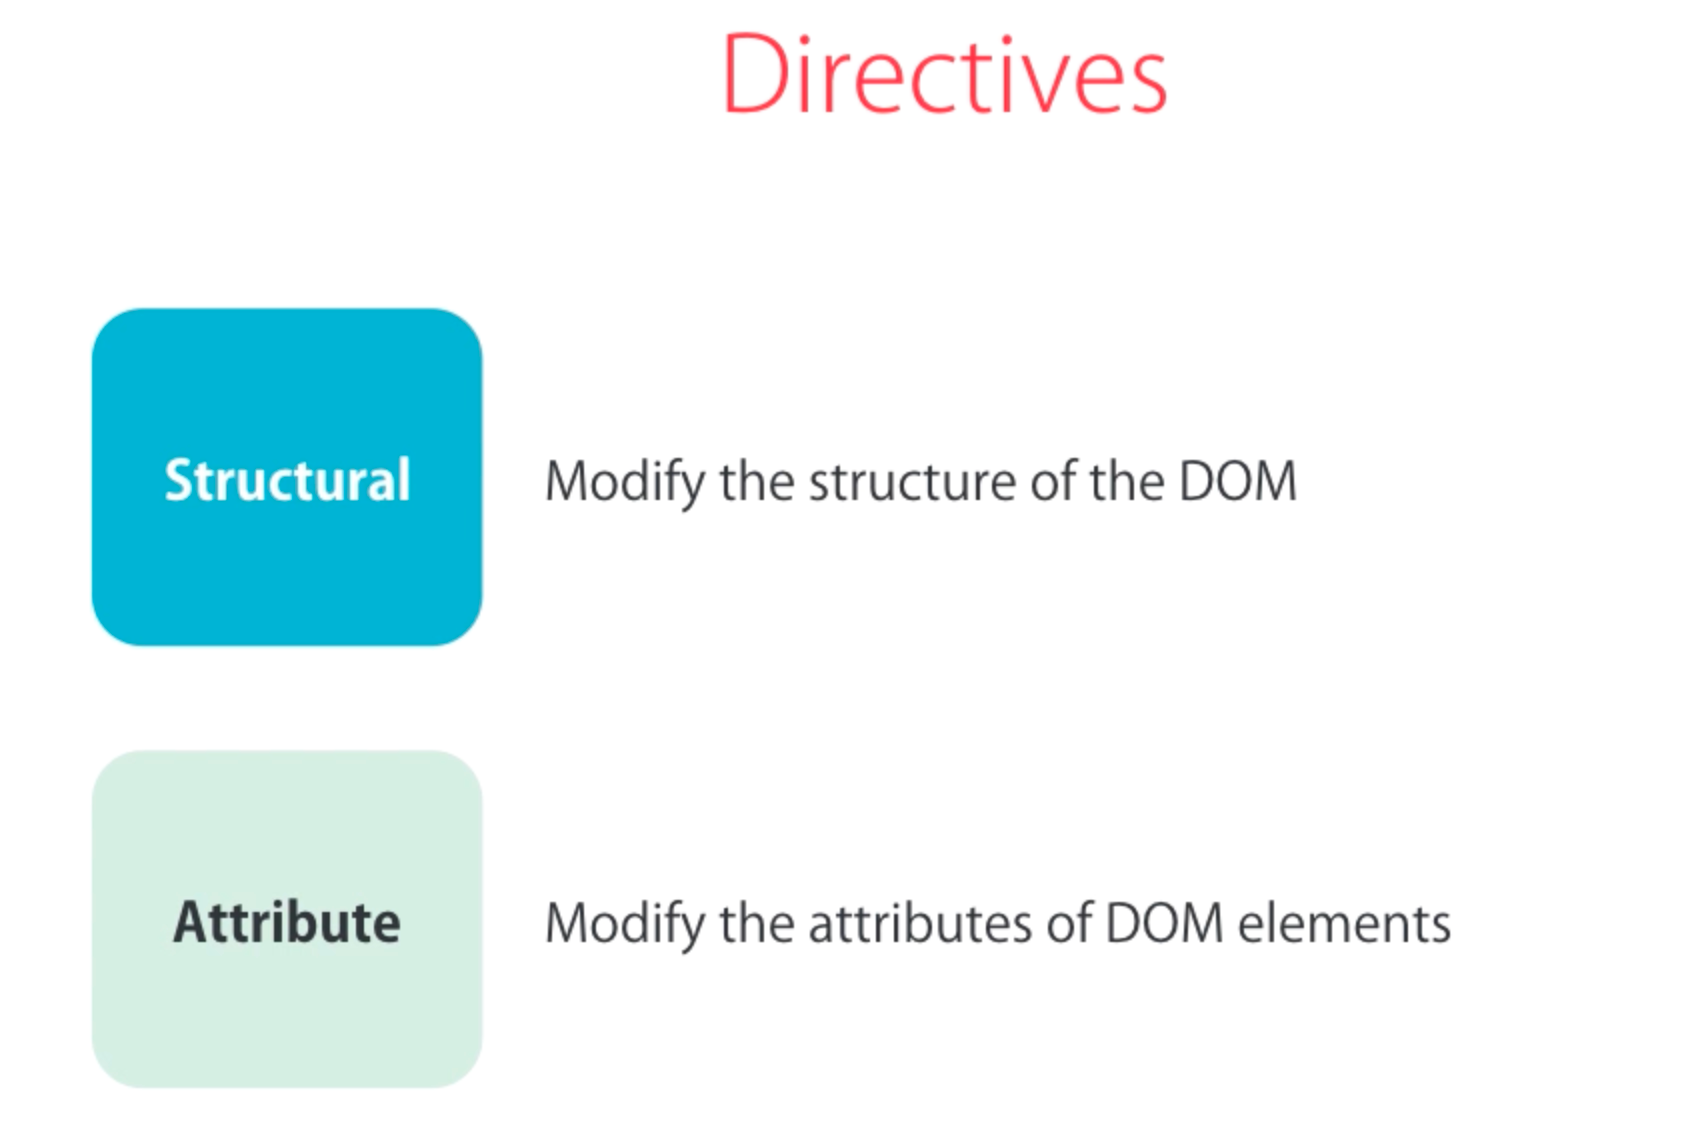 Directives
Structural
Modify the structure of the DOM
Attribute
Modify the attributes of DOM elements